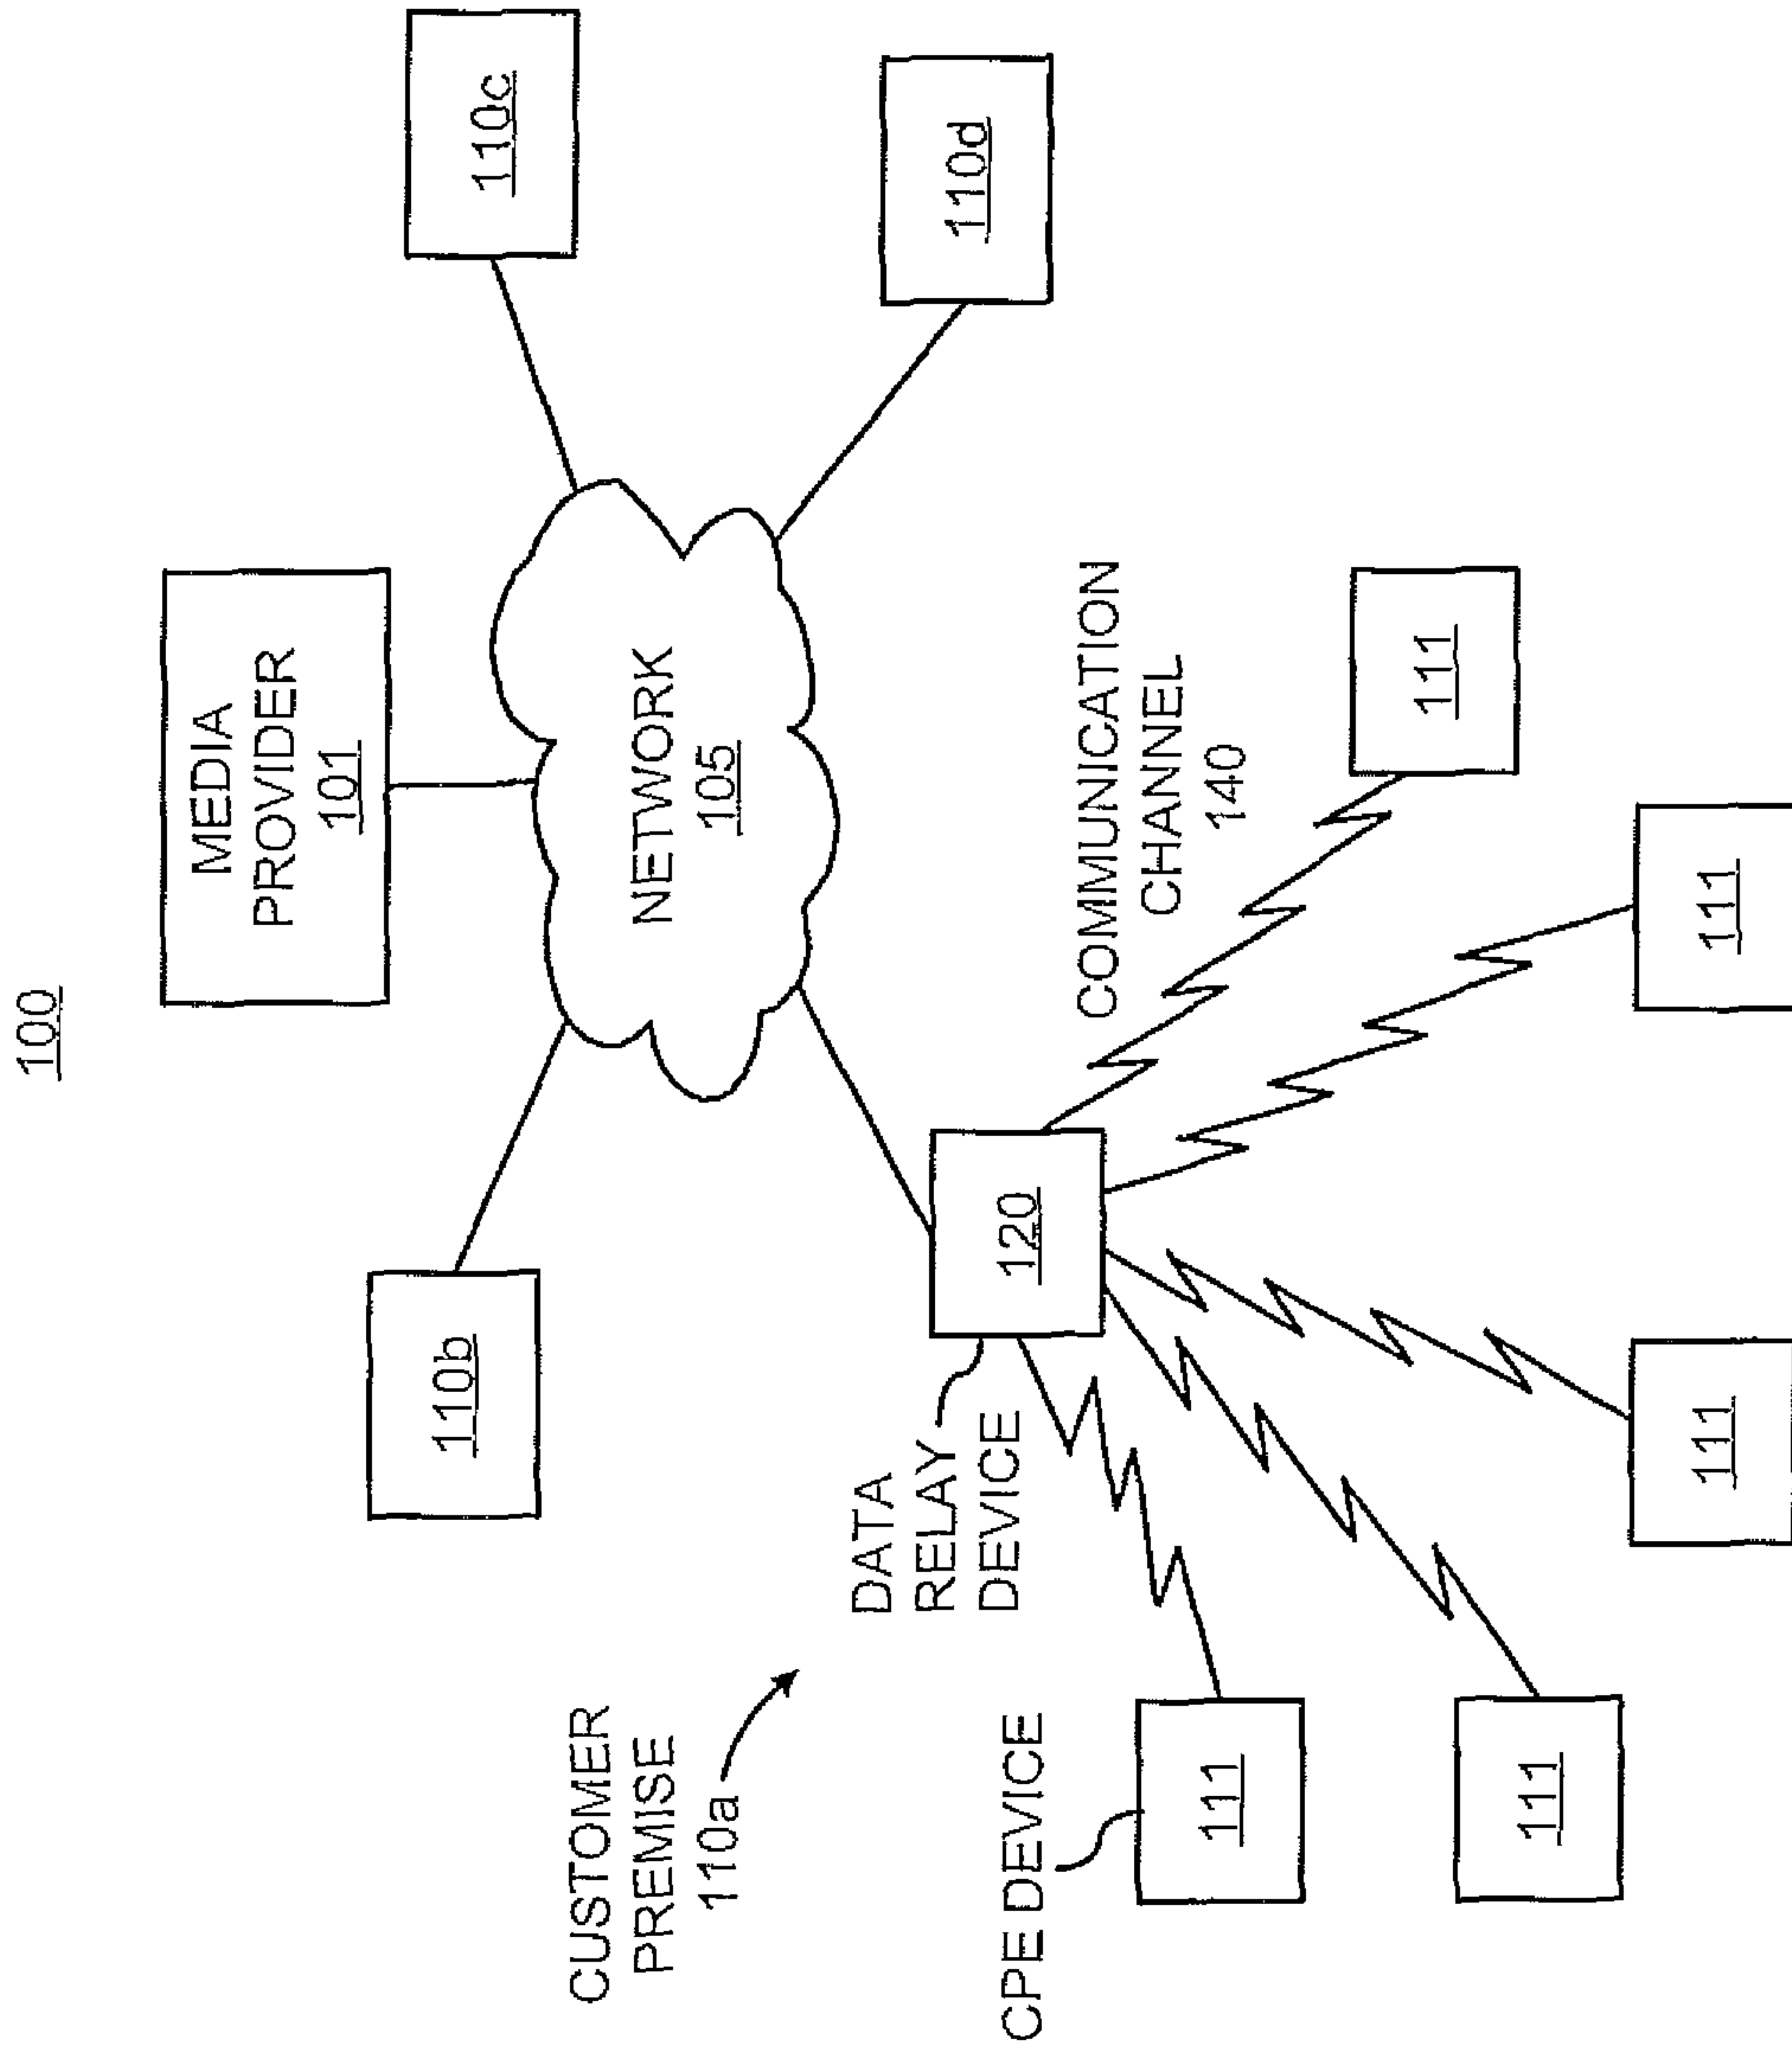 100
MEDIA
PROVIDER
101
110b
110c
NETWORK
105
110d
CUSTOMER
PREMISE
110a
DATA
RELAY
DEVICE
120
COMMUNICATION
CHANNEL
140
CPE DEVICE
111
111
111
111
111